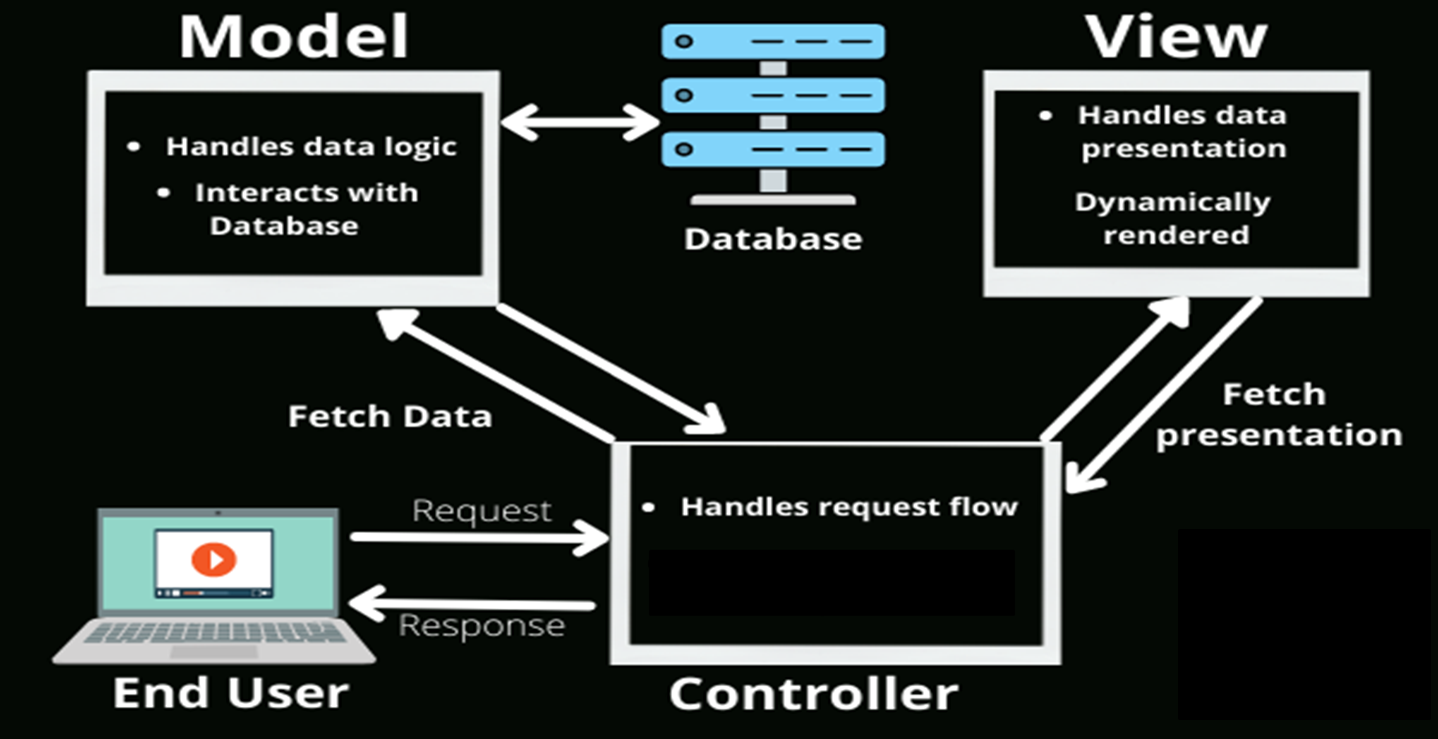 Model
• Handles data logic
• Interacts with
Database
Database
View
• Handles data
presentation
Dynamically
rendered
Fetch Data
Fetch
presentation
Request
Response
• Handles request flow
End User
Controller